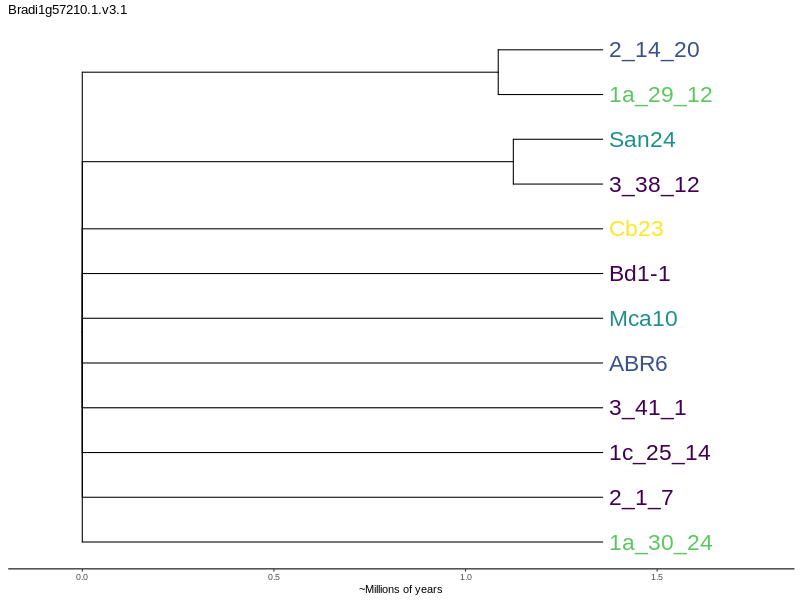 Bradi1g57210.1.v3.1
2_14_20
1a_29_12
San24
3_38_12
Cb23
Bd1-1
Mca10
ABR6
3_41_1
1c_25_14
2_1_7
1a_30_24
0.0 0.5 1.0 1.5
~Millions of years